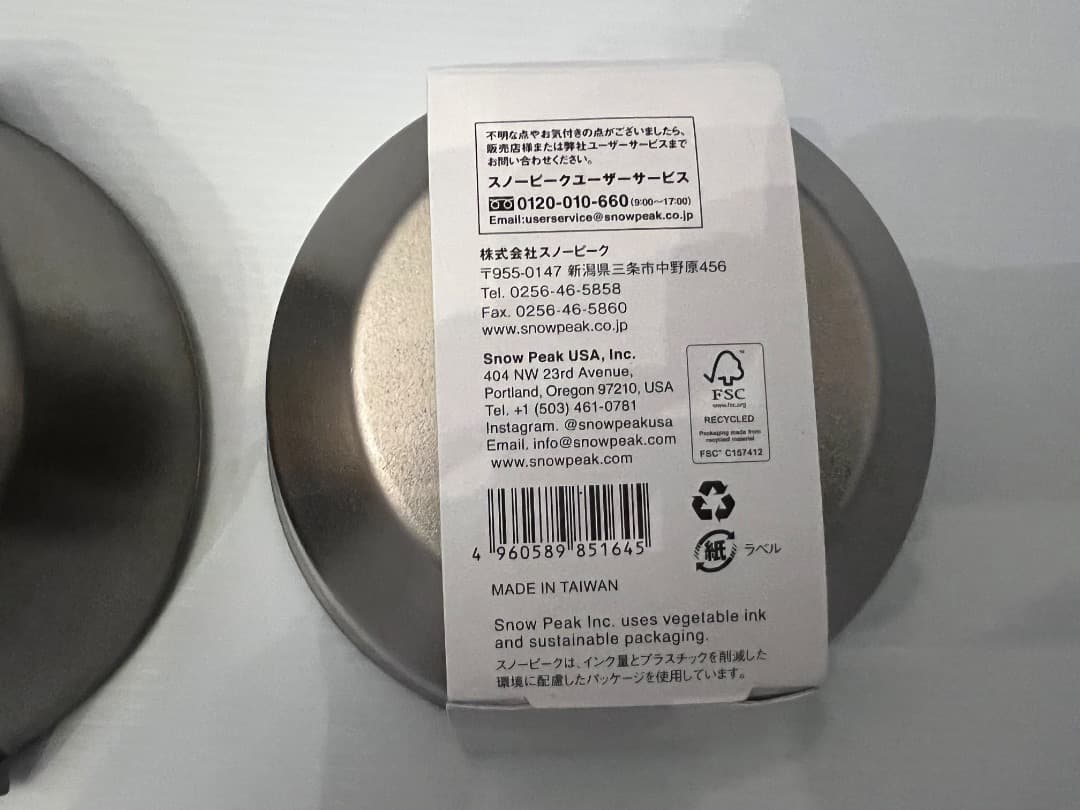 不明な点やお気付きの点がございましたら、
販売店様または弊社ユーザーサービスまで
お問い合わせください。
スノーピークユーザーサービス
0120-010-660(9:00〜17:00)
Email:userservice@snowpeak.co.jp
株式会社スノーピーク
〒955-0147 新潟県三条市中野原456
Tel. 0256-46-5858
Fax. 0256-46-5860
www.snowpeak.co.jp
Snow Peak USA, Inc.
404 NW 23rd Avenue,
Portland, Oregon 97210, USA
Tel. +1 (503) 461-0781
Instagram. @snowpeakusa
Email. info@snowpeak.com
www.snowpeak.com
FSC
www.fsc.org
RECYCLED
Packaging made from
recycled material
FSC™ C157412
4 960589 851645
紙 ラベル
MADE IN TAIWAN
Snow Peak Inc. uses vegetable ink
and sustainable packaging.
スノーピークは、インク量とプラスチックを削減した
環境に配慮したパッケージを使用しています。